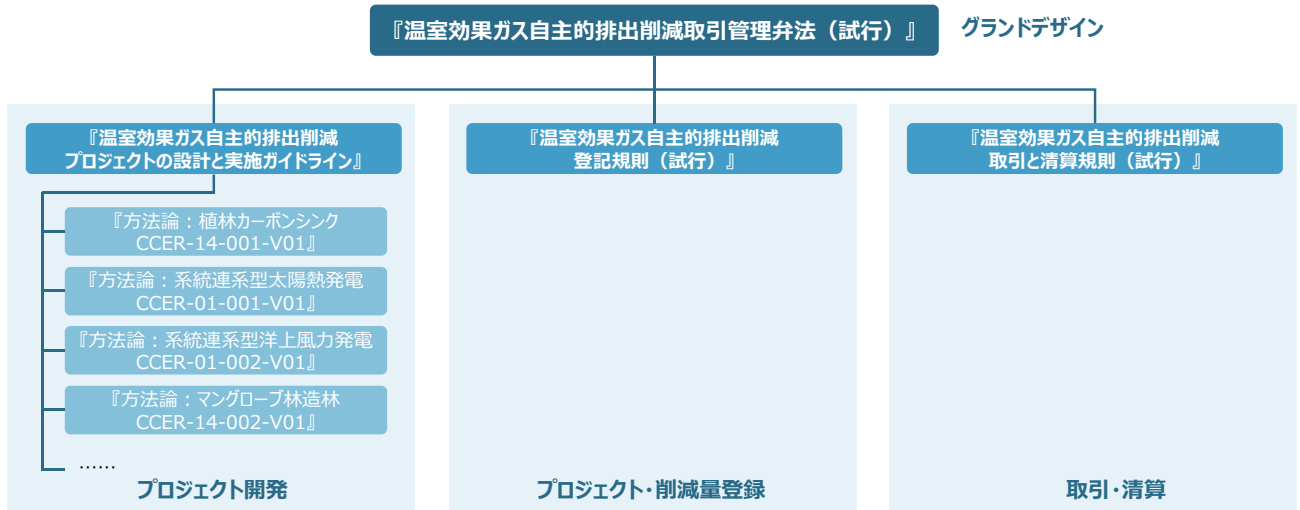 『温室効果ガス自主的排出削減取引管理弁法（試行）』
グランドデザイン
『温室効果ガス自主的排出削減
プロジェクトの設計と実施ガイドライン』
『方法論：植林カーボンシンク
CCER-14-001-V01』
『方法論：系統連系型太陽熱発電
CCER-01-001-V01』
『方法論：系統連系型洋上風力発電
CCER-01-002-V01』
『方法論：マングローブ林造林
CCER-14-002-V01』
……
プロジェクト開発
『温室効果ガス自主的排出削減
登記規則（試行）』
プロジェクト・削減量登録
『温室効果ガス自主的排出削減
取引と清算規則（試行）』
取引・清算